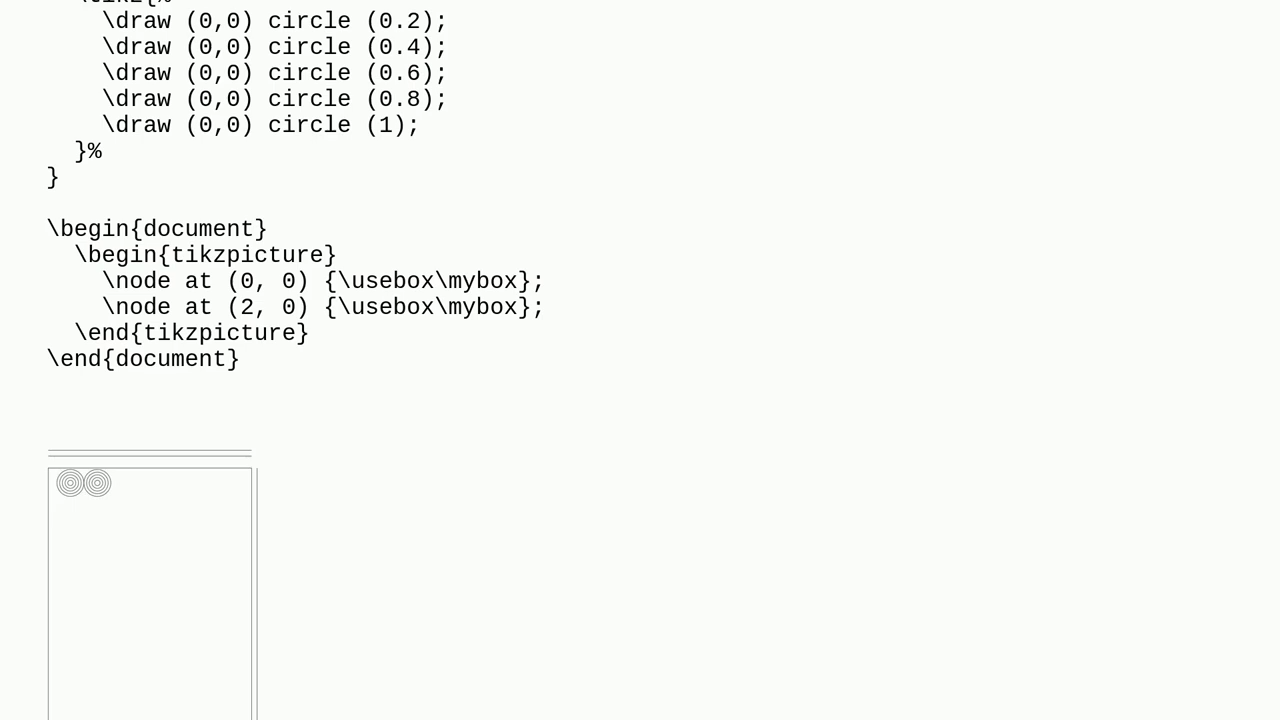 \tikz{%
    \draw (0,0) circle (0.2);
    \draw (0,0) circle (0.4);
    \draw (0,0) circle (0.6);
    \draw (0,0) circle (0.8);
    \draw (0,0) circle (1);
  }%
}
\begin{document}
  \begin{tikzpicture}
    \node at (0, 0) {\usebox\mybox};
    \node at (2, 0) {\usebox\mybox};
  \end{tikzpicture}
\end{document}